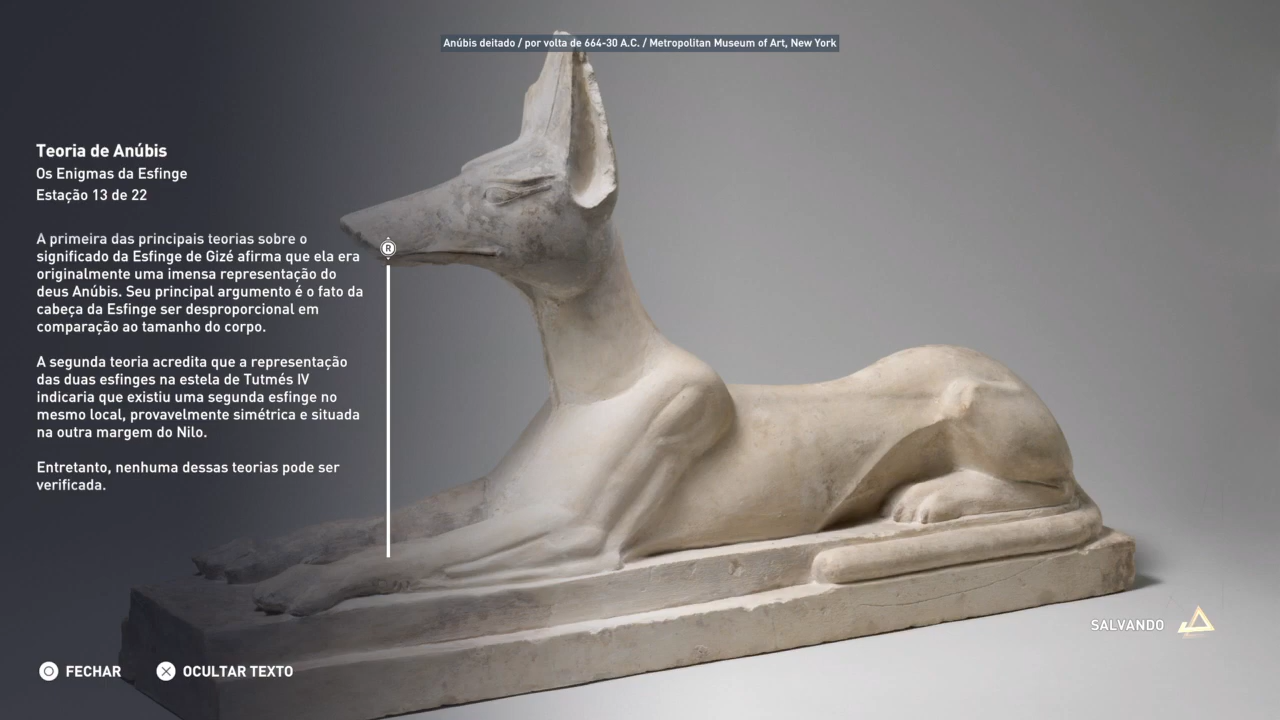 Anúbis deitado / por volta de 664-30 A.C. / Metropolitan Museum of Art, New York
Teoria de Anúbis
Os Enigmas da Esfinge
Estação 13 de 22
A primeira das principais teorias sobre o
significado da Esfinge de Gizé afirma que ela era
originalmente uma imensa representação do
deus Anúbis. Seu principal argumento é o fato da
cabeça da Esfinge ser desproporcional em
comparação ao tamanho do corpo.
A segunda teoria acredita que a representação
das duas esfinges na estela de Tutmés IV
indicaria que existiu uma segunda esfinge no
mesmo local, provavelmente simétrica e situada
na outra margem do Nilo.
Entretanto, nenhuma dessas teorias pode ser
verificada.
R
SALVANDO
FECHAR
OCULTAR TEXTO